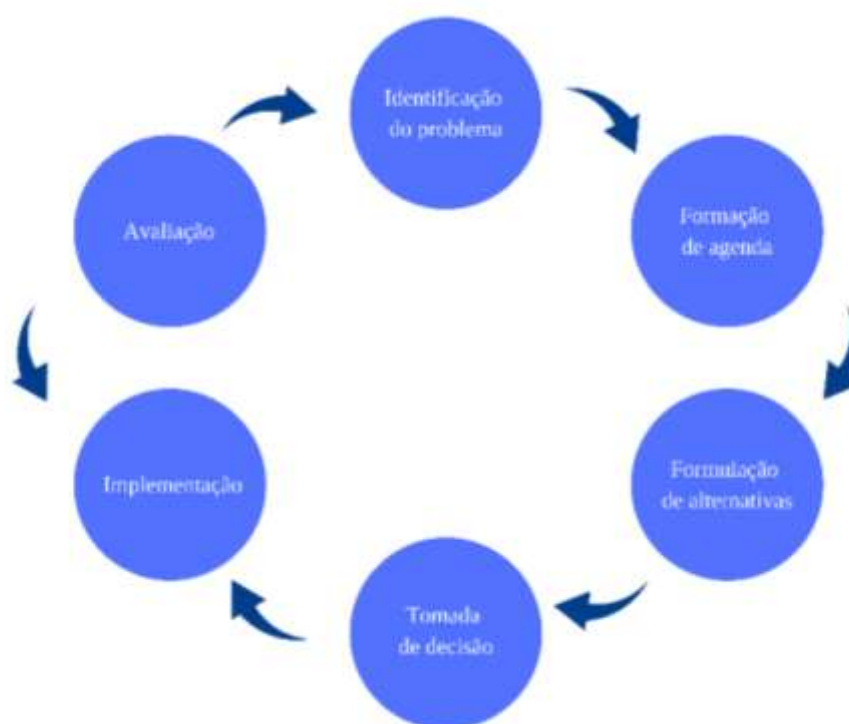 Identificação
do problema
Formação
de agenda
Formulação
de alternativas
Tomada
de decisão
Implementação
Avaliação